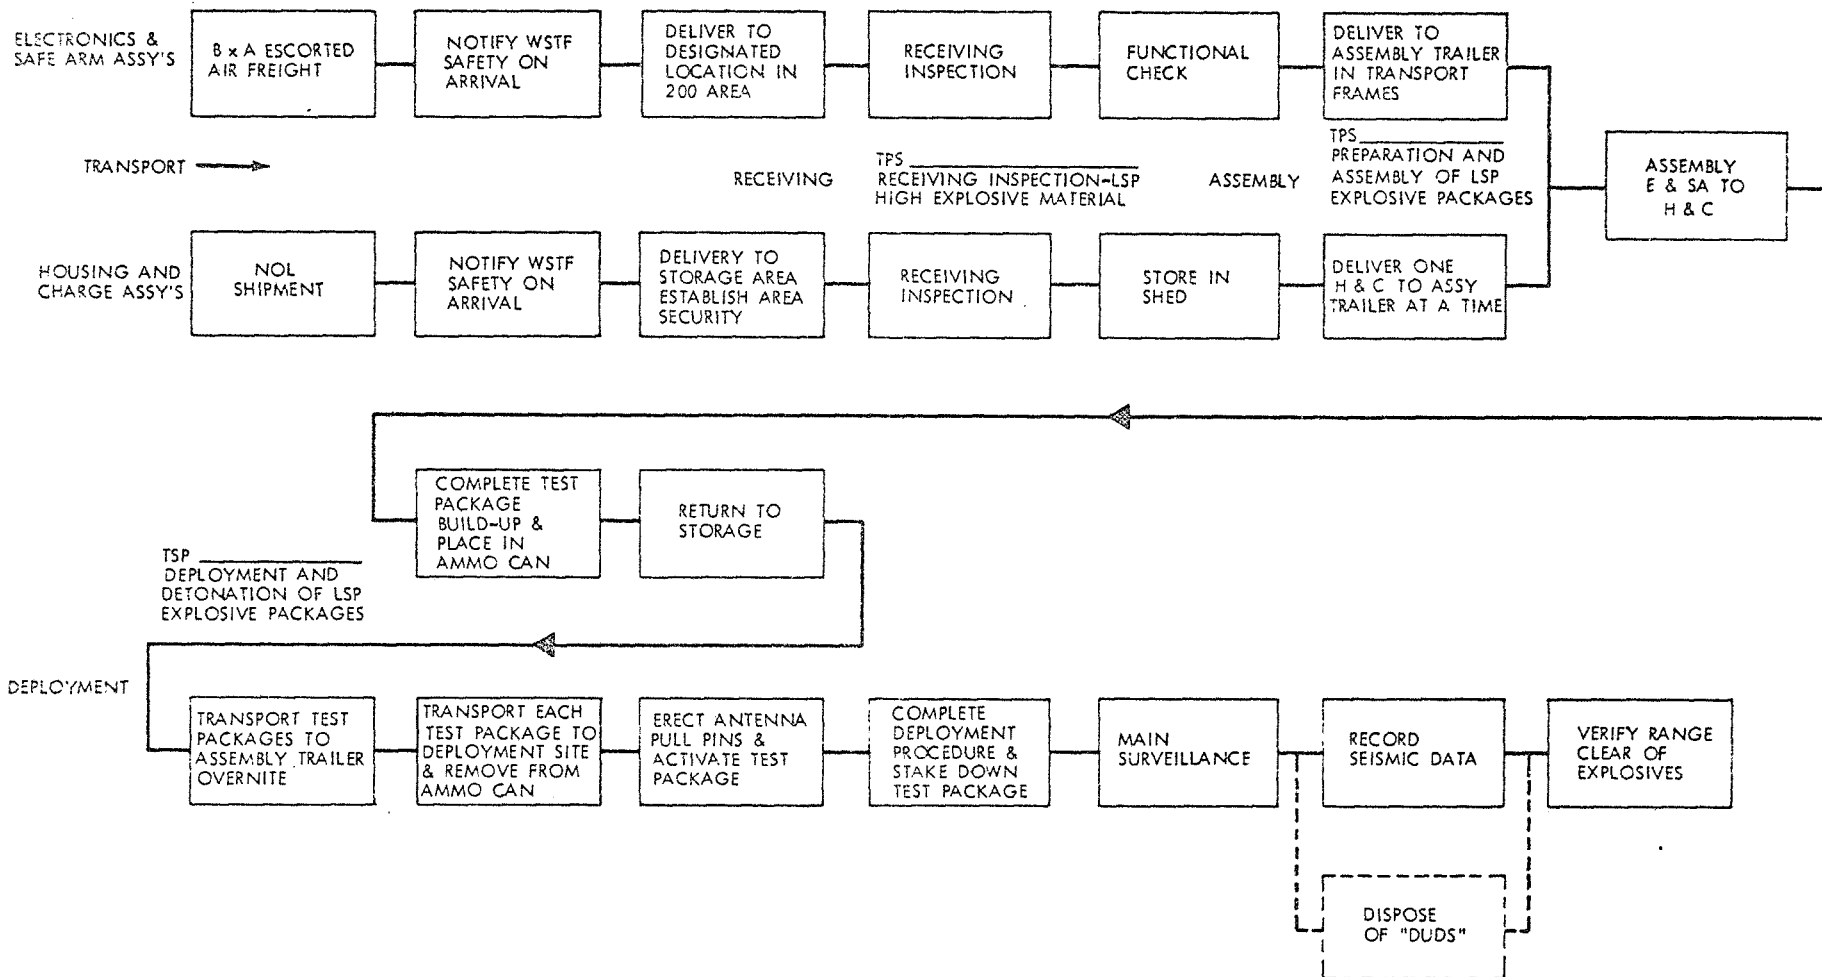 ELECTRONICS &
SAFE ARM ASSY'S
B x A ESCORTED
AIR FREIGHT
NOTIFY WSTF
SAFETY ON
ARRIVAL
DELIVER TO
DESIGNATED
LOCATION IN
200 AREA
RECEIVING
INSPECTION
FUNCTIONAL
CHECK
DELIVER TO
ASSEMBLY TRAILER
IN TRANSPORT
FRAMES
TRANSPORT
RECEIVING
TPS
RECEIVING INSPECTION-LSP
HIGH EXPLOSIVE MATERIAL
ASSEMBLY
TPS
PREPARATION AND
ASSEMBLY OF LSP
EXPLOSIVE PACKAGES
ASSEMBLY
E & SA TO
H & C
HOUSING AND
CHARGE ASSY'S
NOL
SHIPMENT
NOTIFY WSTF
SAFETY ON
ARRIVAL
DELIVERY TO
STORAGE AREA
ESTABLISH AREA
SECURITY
RECEIVING
INSPECTION
STORE IN
SHED
DELIVER ONE
H & C TO ASSY
TRAILER AT A TIME
COMPLETE TEST
PACKAGE
BUILD-UP &
PLACE IN
AMMO CAN
RETURN TO
STORAGE
TSP
DEPLOYMENT AND
DETONATION OF LSP
EXPLOSIVE PACKAGES
DEPLOYMENT
TRANSPORT TEST
PACKAGES TO
ASSEMBLY TRAILER
OVERNITE
TRANSPORT EACH
TEST PACKAGE TO
DEPLOYMENT SITE
& REMOVE FROM
AMMO CAN
ERECT ANTENNA
PULL PINS &
ACTIVATE TEST
PACKAGE
COMPLETE
DEPLOYMENT
PROCEDURE &
STAKE DOWN
TEST PACKAGE
MAIN
SURVEILLANCE
RECORD
SEISMIC DATA
VERIFY RANGE
CLEAR OF
EXPLOSIVES
DISPOSE
OF "DUDS"